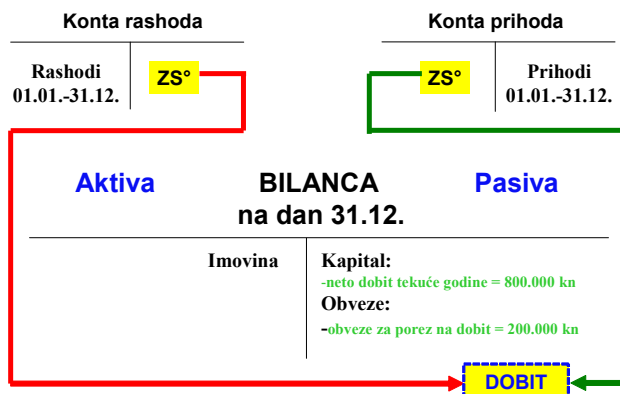 Konta rashoda
Konta prihoda
Rashodi
01.01.-31.12.
ZS°
ZS°
Prihodi
01.01.-31.12.
Aktiva
BILANCA
na dan 31.12.
Pasiva
Imovina
Kapital:
-neto dobit tekuće godine = 800.000 kn
Obveze:
-obveze za porez na dobit = 200.000 kn
DOBIT